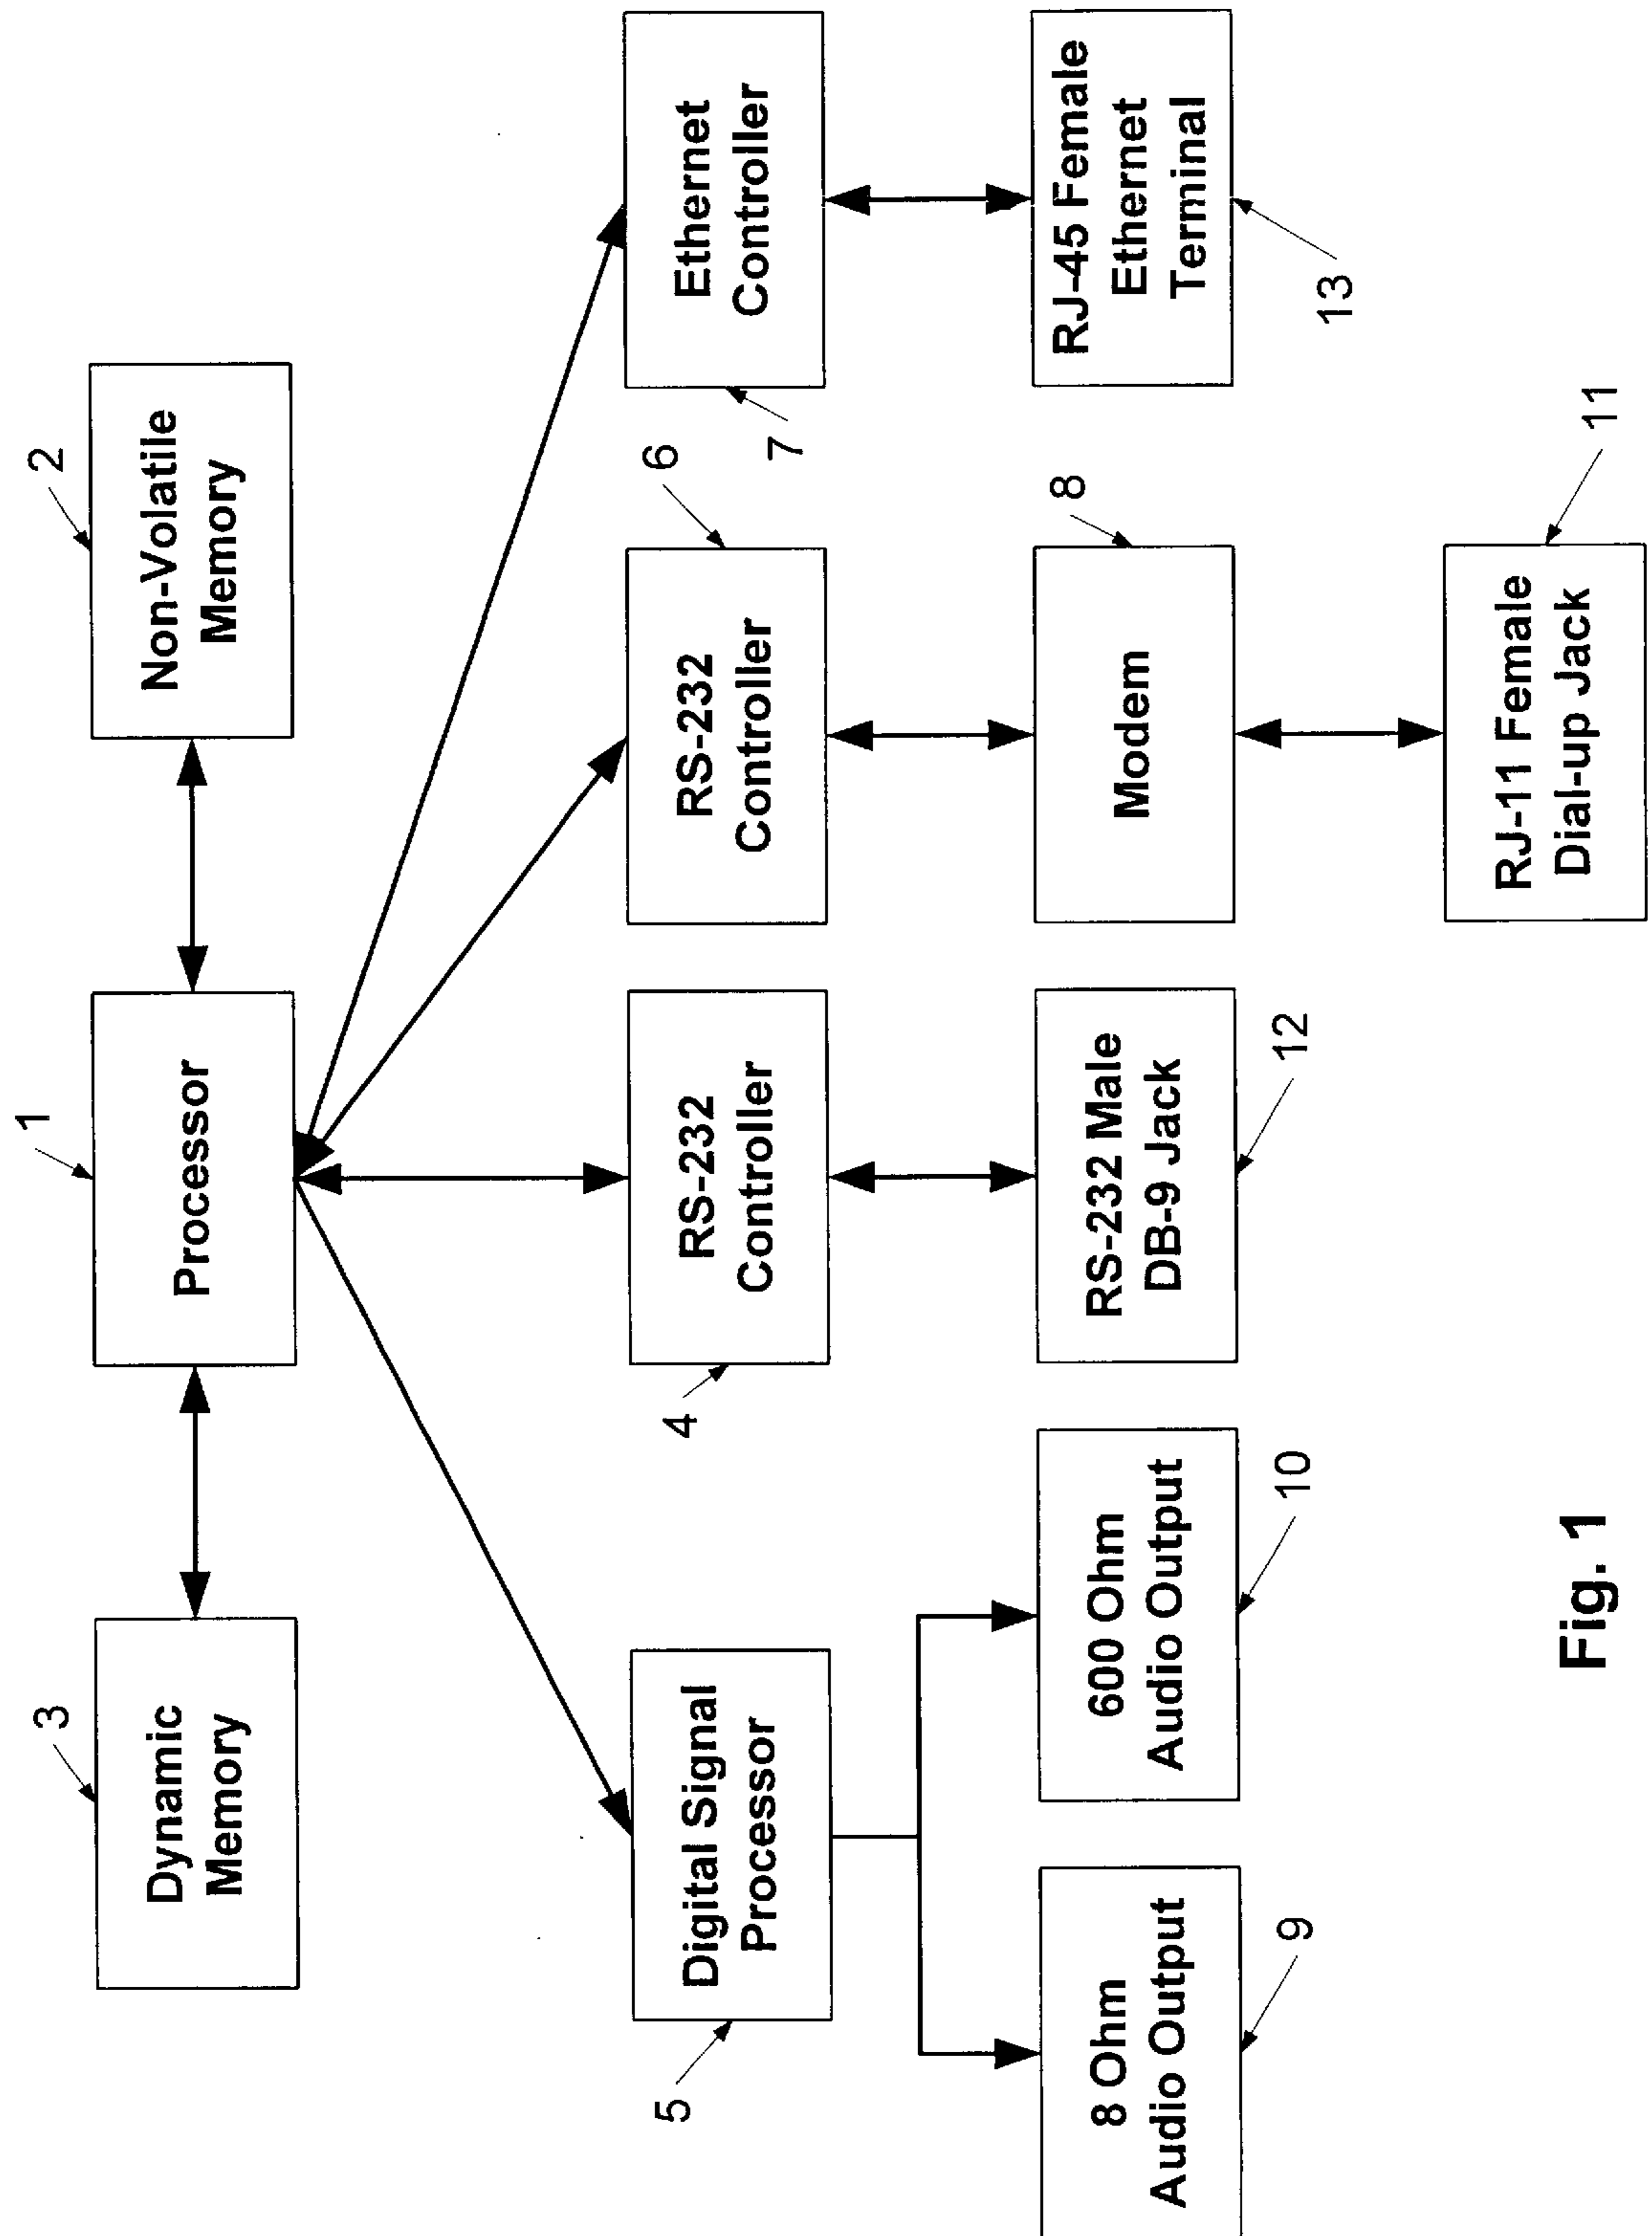 1
2
3
Dynamic
Memory
Processor
Non-Volatile
Memory
Digital Signal
Processor
RS-232
Controller
RS-232
Controller
Ethernet
Controller
5
4
6
7
8 Ohm
Audio Output
600 Ohm
Audio Output
RS-232 Male
DB-9 Jack
Modem
RJ-45 Female
Ethernet
Terminal
9
10
12
8
13
RJ-11 Female
Dial-up Jack
11
Fig. 1